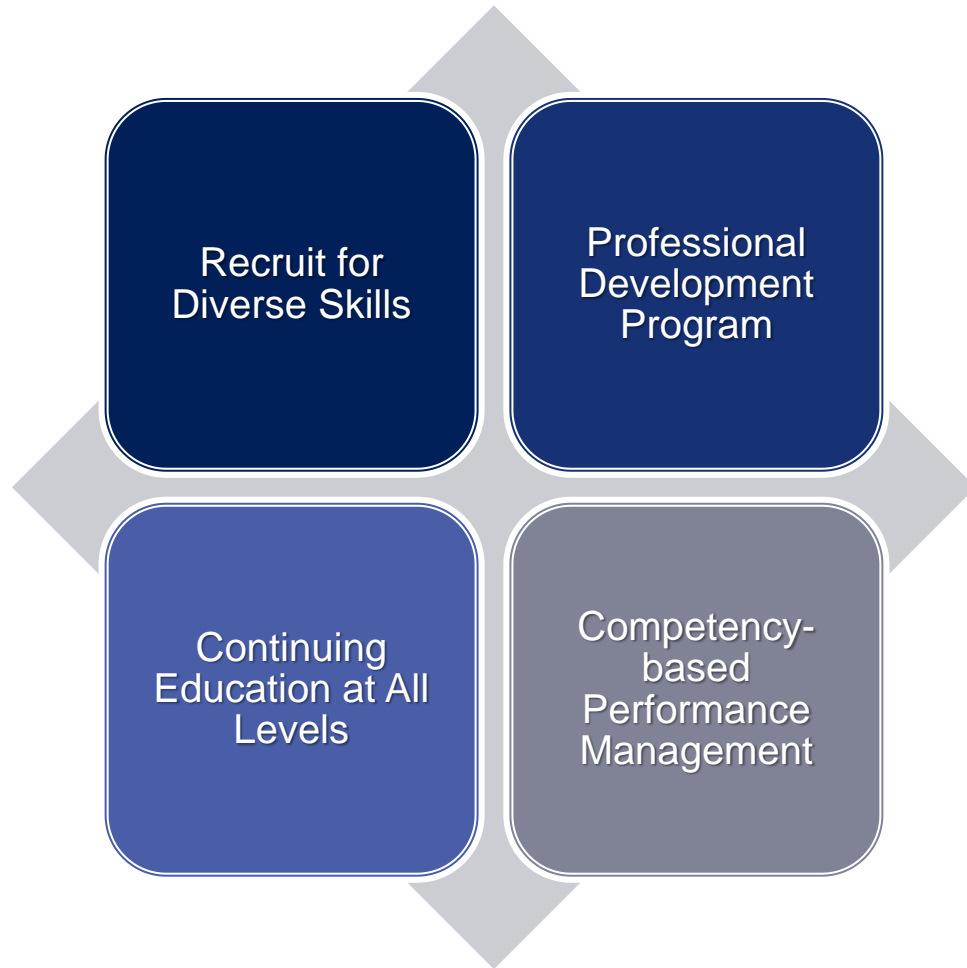 Recruit for
Diverse Skills
Professional
Development
Program
Continuing
Education at All
Levels
Competency-
based
Performance
Management